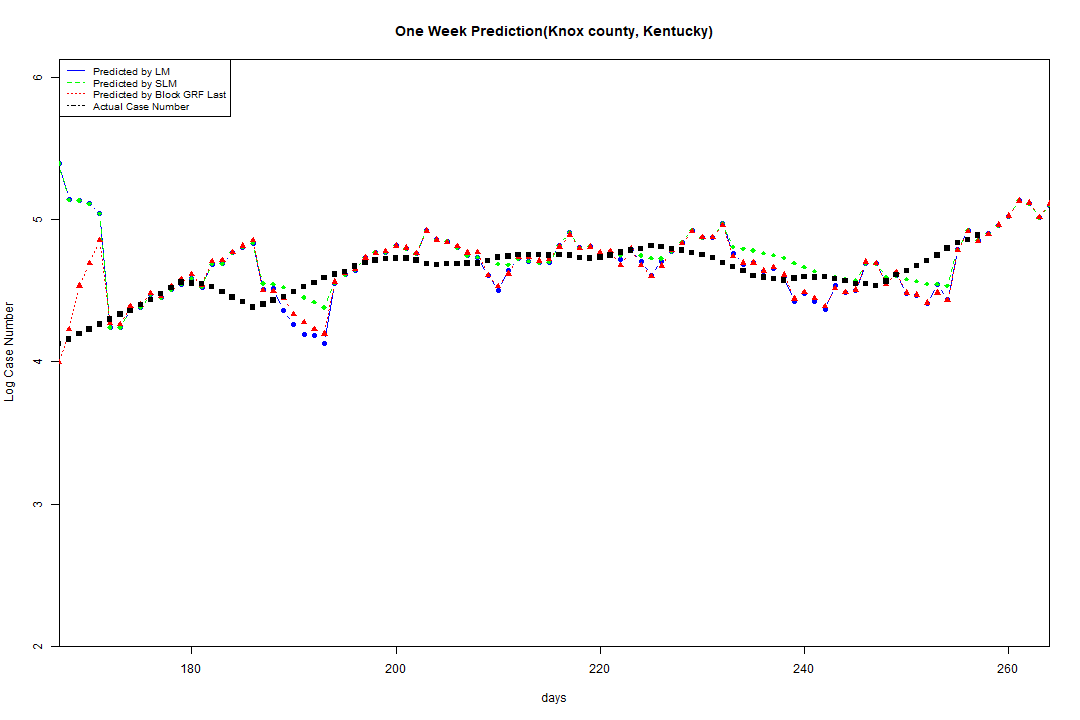 One Week Prediction(Knox county, Kentucky)
Predicted by LM
Predicted by SLM
Predicted by Block GRF Last
Actual Case Number
6
5
4
3
2
Log Case Number
180 200 220 240 260
days